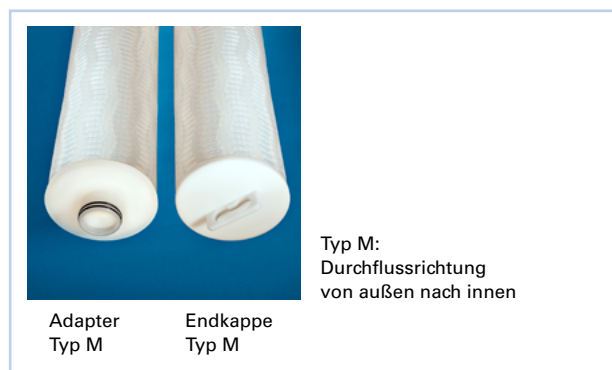 Adapter
Typ M
Endkappe
Typ M
Typ M:
Durchflussrichtung
von außen nach innen